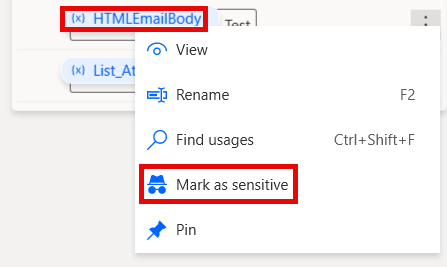 (x) HTMLEmailBody Test
(x) List_At
View
Rename F2
Find usages Ctrl+Shift+F
Mark as sensitive
Pin